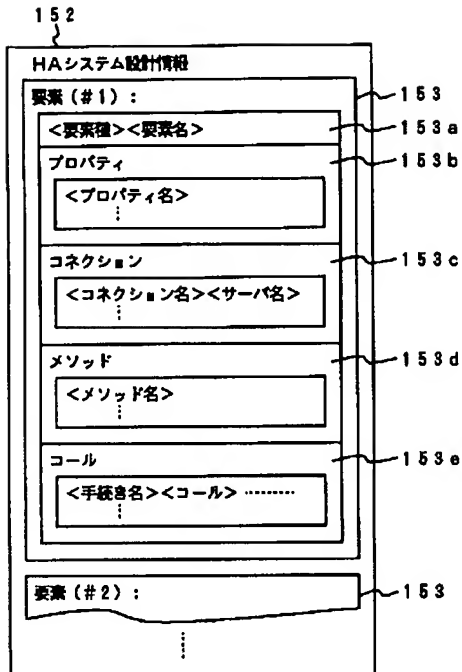 152
HAシステム設計情報
要素(#1):
153
<要素種><要素名>
153a
プロパティ
153b
<プロパティ名>
コネクション
153c
<コネクション名><サーバ名>
メソッド
153d
<メソッド名>
コール
153e
<手続き名><コール>………
要素(#2):
153